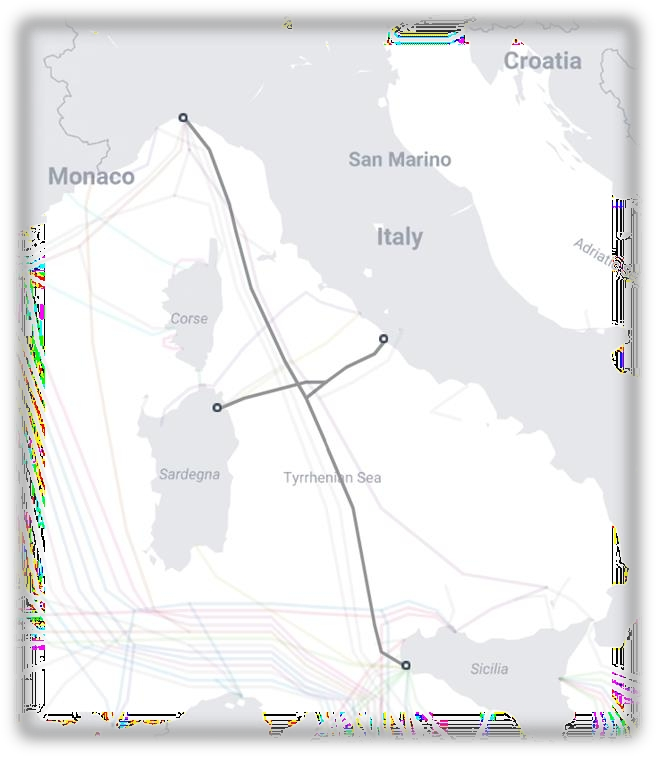 Croatia
San Marino
Monaco
Italy
Adriati
Corse
Sardegna
Tyrrhenian Sea
Sicilia